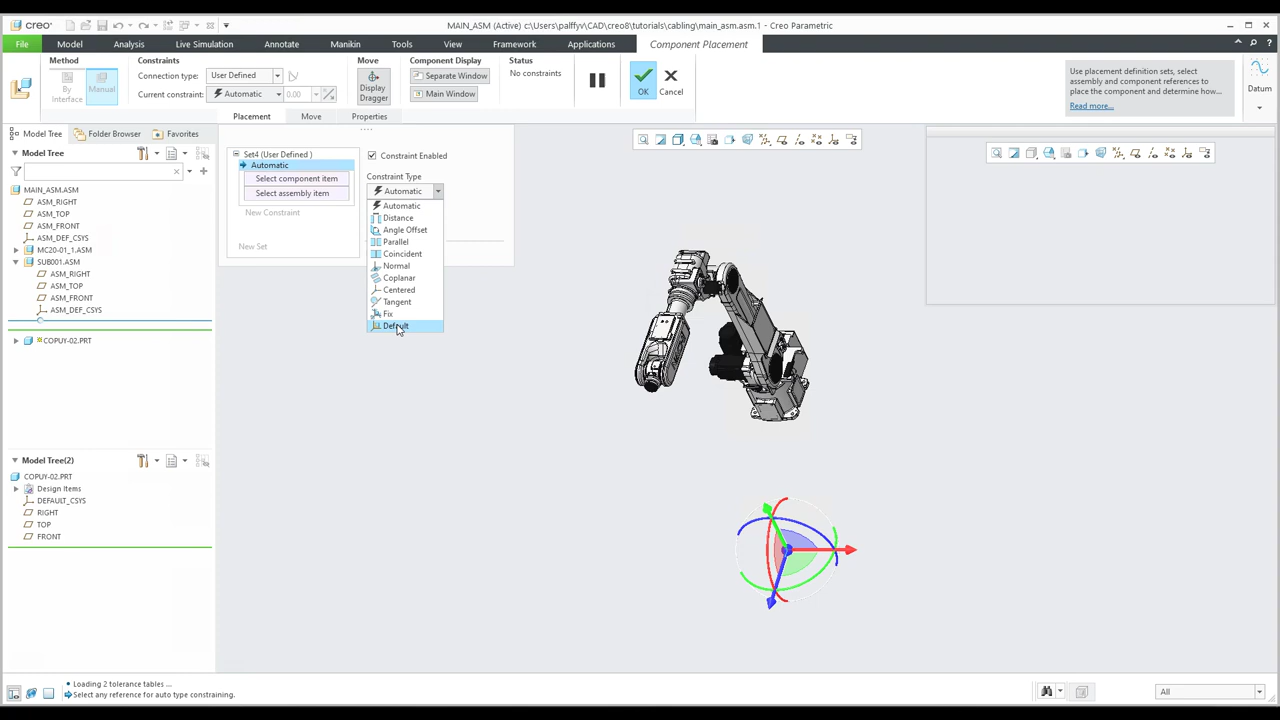 creo
MAIN_ASM (Active) c:\users\palffyv\CAD\creo8\tutorials\cabling\main_asm.asm.1 - Creo Parametric
File Model Analysis Live Simulation Annotate Manikin Tools View Framework Applications Component Placement
Method
By Interface
Manual
Constraints
Connection type: User Defined
Current constraint: Automatic 0.00
Move
Display Dragger
Component Display
Separate Window
Main Window
Status
No constraints
OK
Cancel
Use placement definition sets, select
assembly and component references to
place the component and determine how...
Read more...
Datum
Placement Move Properties
Model Tree Folder Browser Favorites
Model Tree
MAIN_ASM.ASM
ASM_RIGHT
ASM_TOP
ASM_FRONT
ASM_DEF_CSYS
MC20-01_1.ASM
SUB001.ASM
ASM_RIGHT
ASM_TOP
ASM_FRONT
ASM_DEF_CSYS
COPUY-02.PRT
Set4 (User Defined )
Automatic
Select component item
Select assembly item
New Constraint
New Set
Constraint Enabled
Constraint Type
Automatic
Automatic
Distance
Angle Offset
Parallel
Coincident
Normal
Coplanar
Centered
Tangent
Fix
Default
Model Tree(2)
COPUY-02.PRT
Design Items
DEFAULT_CSYS
RIGHT
TOP
FRONT
Loading 2 tolerance tables ...
Select any reference for auto type constraining.
All